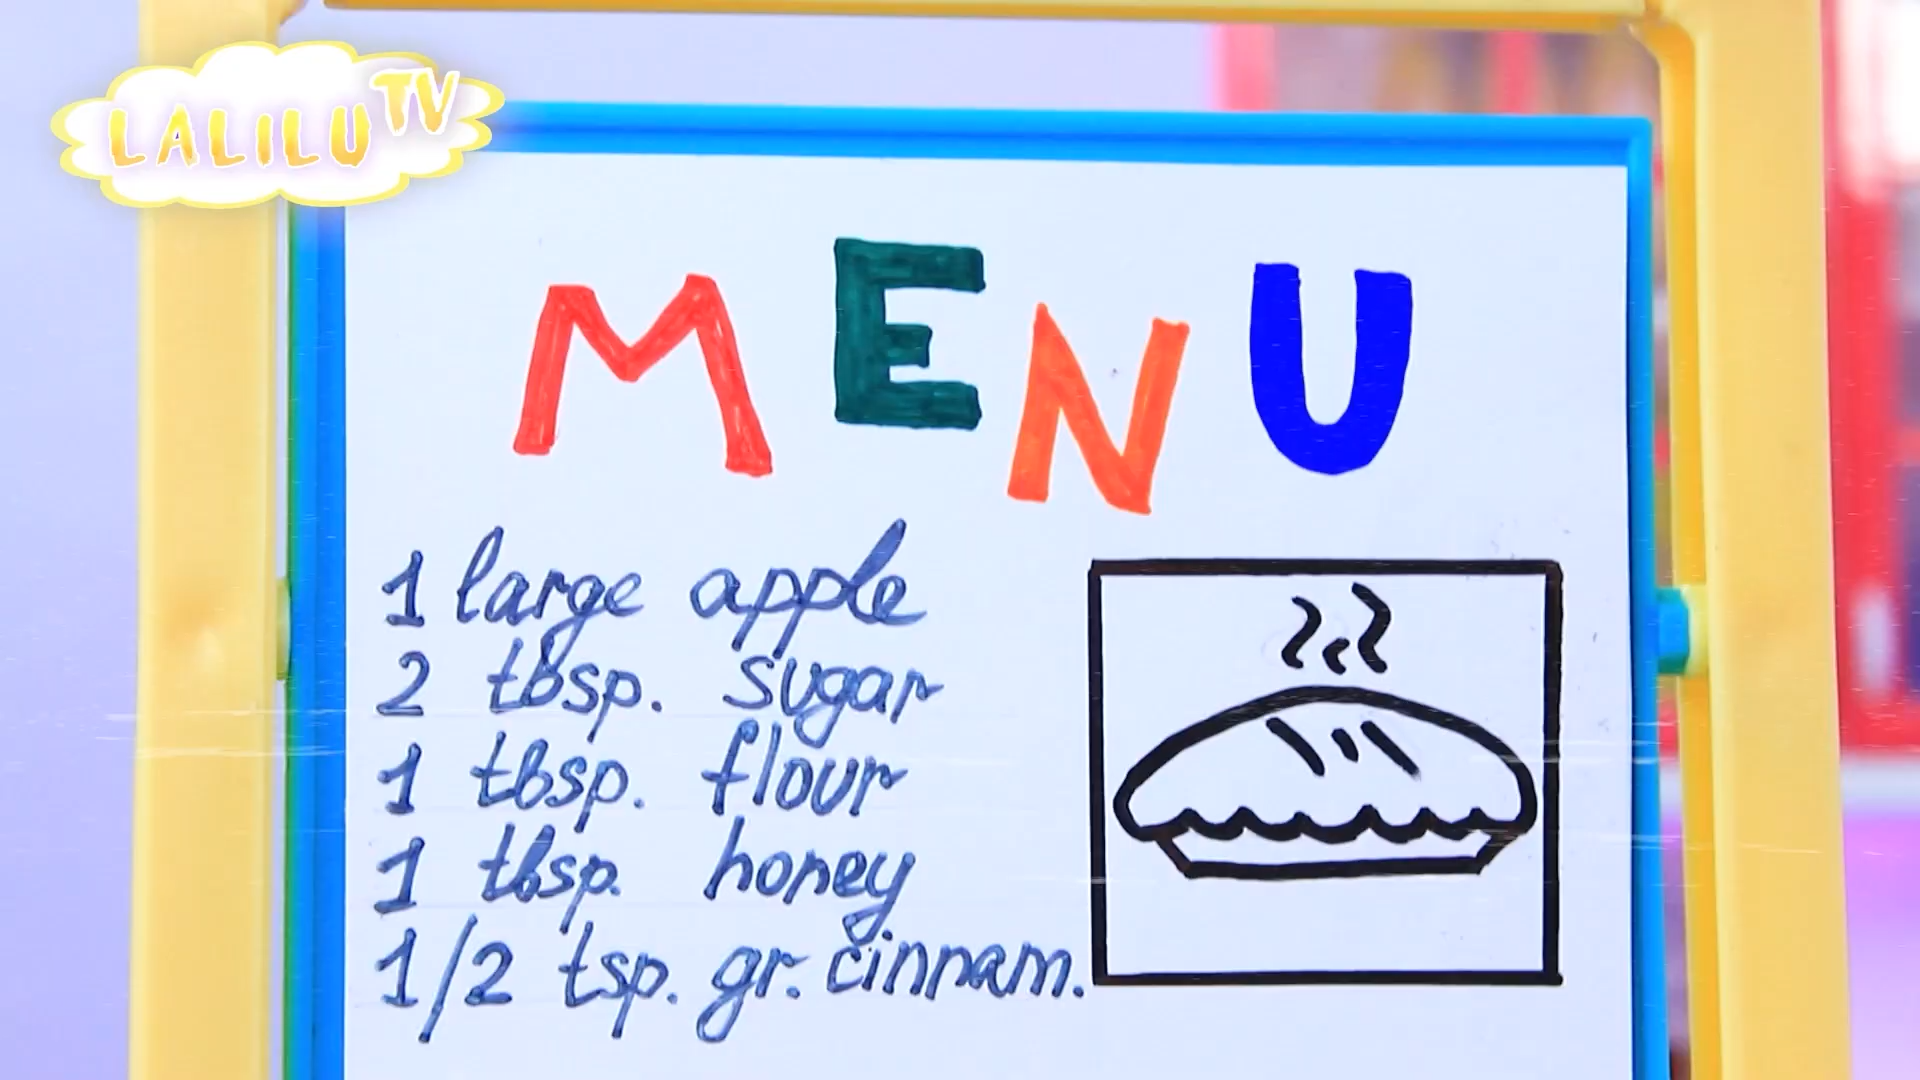 LALILU TV
MENU
1 large apple
2 tbsp. sugar
1 tbsp. flour
1 tbsp. honey
1/2 tsp. gr. cinnam.